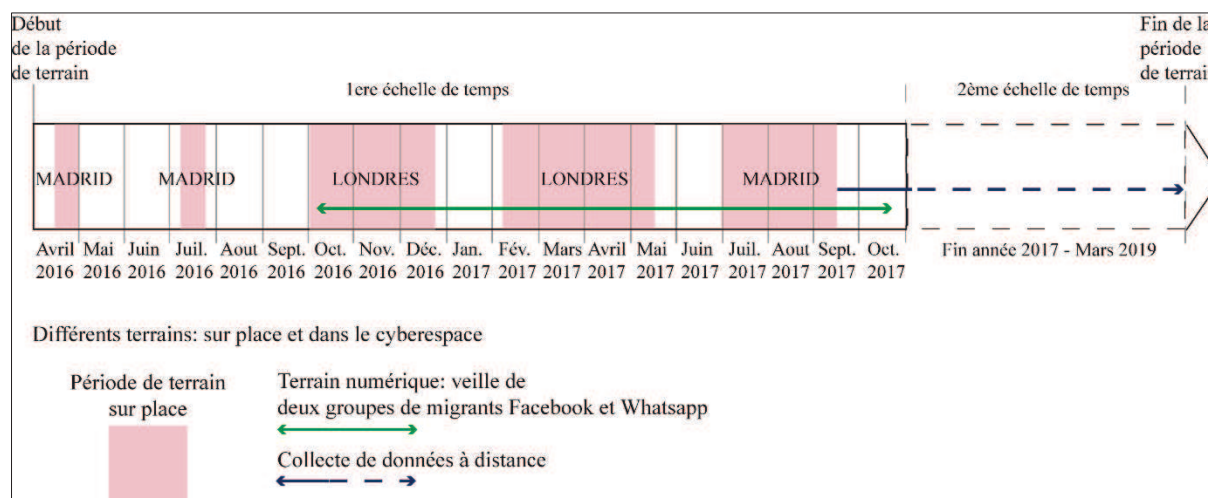 Début
de la période
de terrain
Fin de la
période
de terrain
1ere échelle de temps
2ème échelle de temps
MADRID
MADRID
LONDRES
LONDRES
MADRID
Avril Mai Juin Juil. Aout Sept. Oct. Nov. Déc. Jan. Fév. Mars Avril Mai Juin Juil. Aout Sept. Oct.
2016 2016 2016 2016 2016 2016 2016 2016 2016 2017 2017 2017 2017 2017 2017 2017 2017 2017 2017
Fin année 2017 - Mars 2019
Différents terrains: sur place et dans le cyberespace
Période de terrain
sur place
Terrain numérique: veille de
deux groupes de migrants Facebook et Whatsapp
Collecte de données à distance